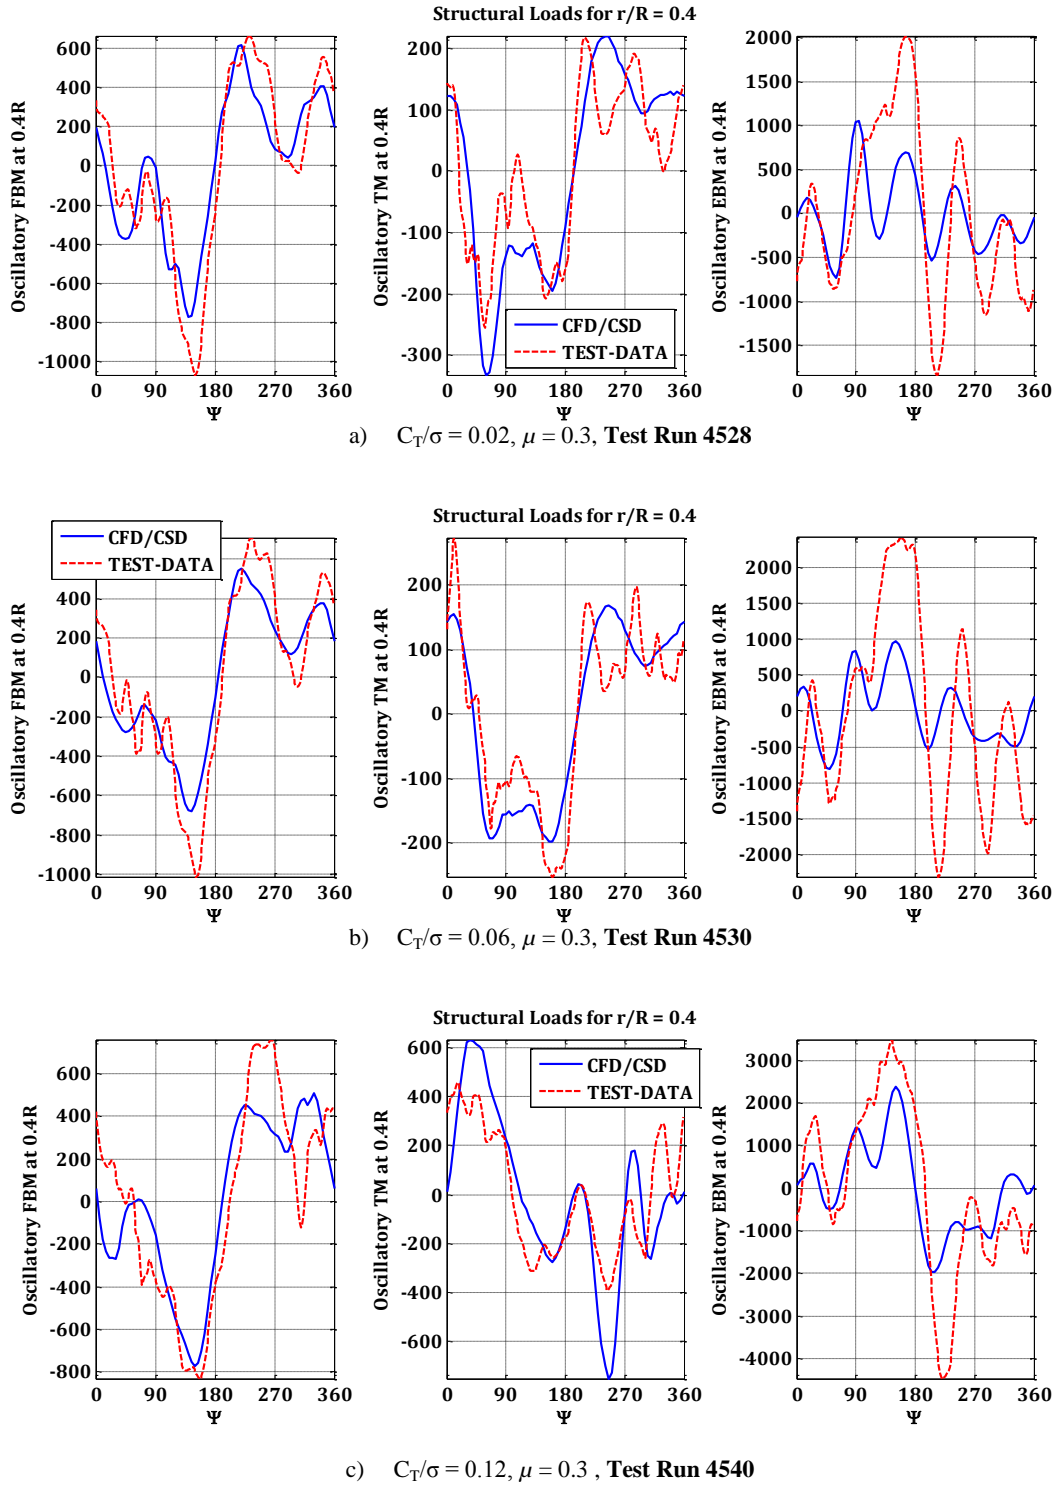 Structural Loads for r/R = 0.4
Oscillatory FBM at 0.4R
600
400
200
0
-200
-400
-600
-800
-1000
0 90 180 270 360
Ψ
Oscillatory TM at 0.4R
200
100
0
-100
-200
-300
CFD/CSD
TEST-DATA
0 90 180 270 360
Ψ
Oscillatory EBM at 0.4R
2000
1500
1000
500
0
-500
-1000
-1500
0 90 180 270 360
Ψ
a) C_T/σ = 0.02, μ = 0.3, Test Run 4528
Structural Loads for r/R = 0.4
CFD/CSD
TEST-DATA
Oscillatory FBM at 0.4R
400
200
0
-200
-400
-600
-800
-1000
0 90 180 270 360
Ψ
Oscillatory TM at 0.4R
200
100
0
-100
-200
0 90 180 270 360
Ψ
Oscillatory EBM at 0.4R
2000
1500
1000
500
0
-500
-1000
-1500
-2000
0 90 180 270 360
Ψ
b) C_T/σ = 0.06, μ = 0.3, Test Run 4530
Structural Loads for r/R = 0.4
Oscillatory FBM at 0.4R
600
400
200
0
-200
-400
-600
-800
0 90 180 270 360
Ψ
Oscillatory TM at 0.4R
600
400
200
0
-200
-400
-600
CFD/CSD
TEST-DATA
0 90 180 270 360
Ψ
Oscillatory EBM at 0.4R
3000
2000
1000
0
-1000
-2000
-3000
-4000
0 90 180 270 360
Ψ
c) C_T/σ = 0.12, μ = 0.3 , Test Run 4540